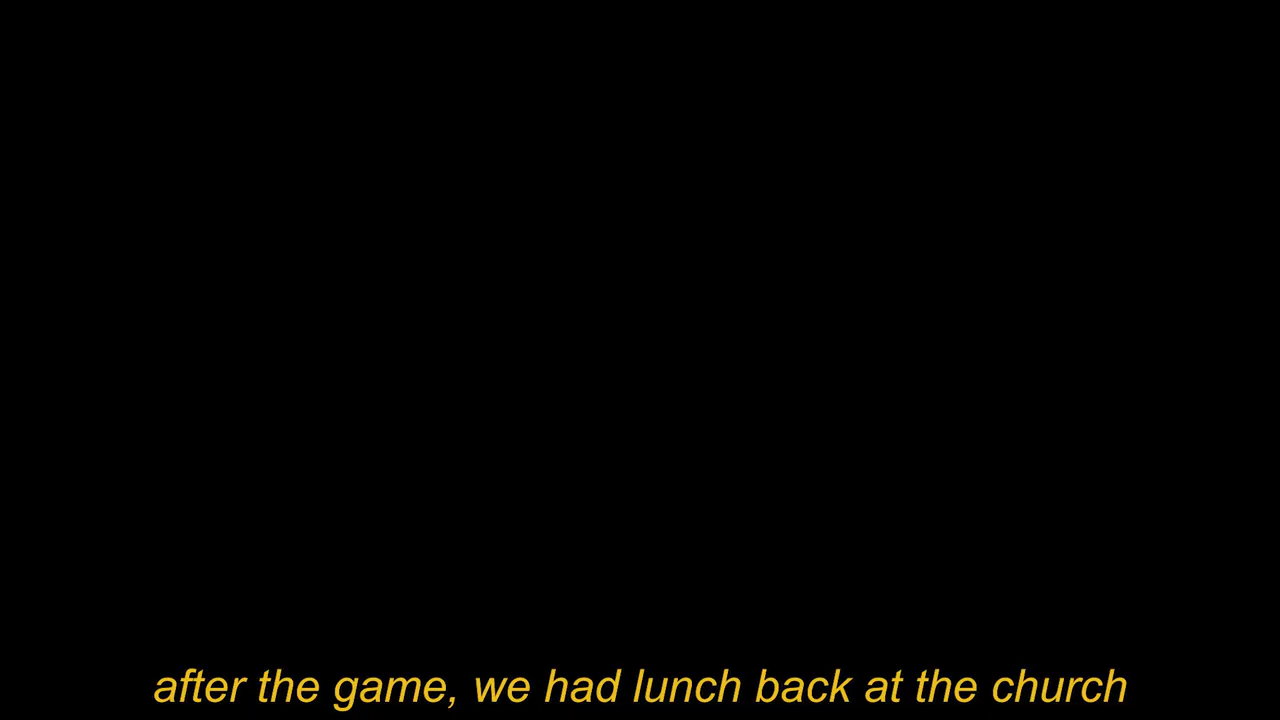 after the game, we had lunch back at the church